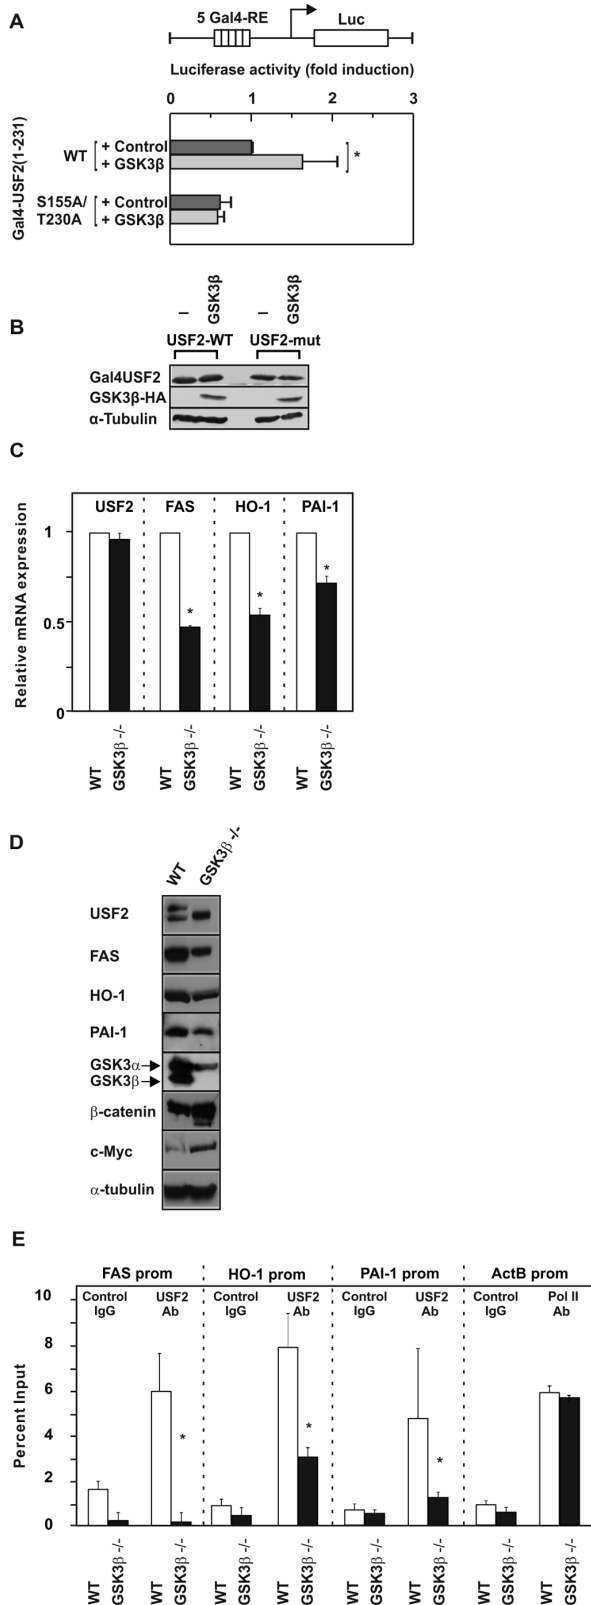 A
5 Gal4-RE Luc
Luciferase activity (fold induction)
0 1 2 3
Gal4-USF2(1-231)
WT + Control
+ GSK3β *
S155A/ + Control
T230A + GSK3β
B
– GSK3β – GSK3β
USF2-WT USF2-mut
Gal4USF2
GSK3β-HA
α-Tubulin
C
Relative mRNA expression
USF2 FAS HO-1 PAI-1
1
0.5
0
* * *
WT GSK3β -/- WT GSK3β -/- WT GSK3β -/- WT GSK3β -/-
D
WT GSK3β -/-
USF2
FAS
HO-1
PAI-1
GSK3α
GSK3β
β-catenin
c-Myc
α-tubulin
E
FAS prom HO-1 prom PAI-1 prom ActB prom
Percent Input
10
8
6
4
2
0
Control USF2 Control USF2 Control USF2 Control Pol II
IgG Ab IgG Ab IgG Ab IgG Ab
* * *
WT GSK3β -/- WT GSK3β -/- WT GSK3β -/- WT GSK3β -/- WT GSK3β -/- WT GSK3β -/- WT GSK3β -/- WT GSK3β -/-